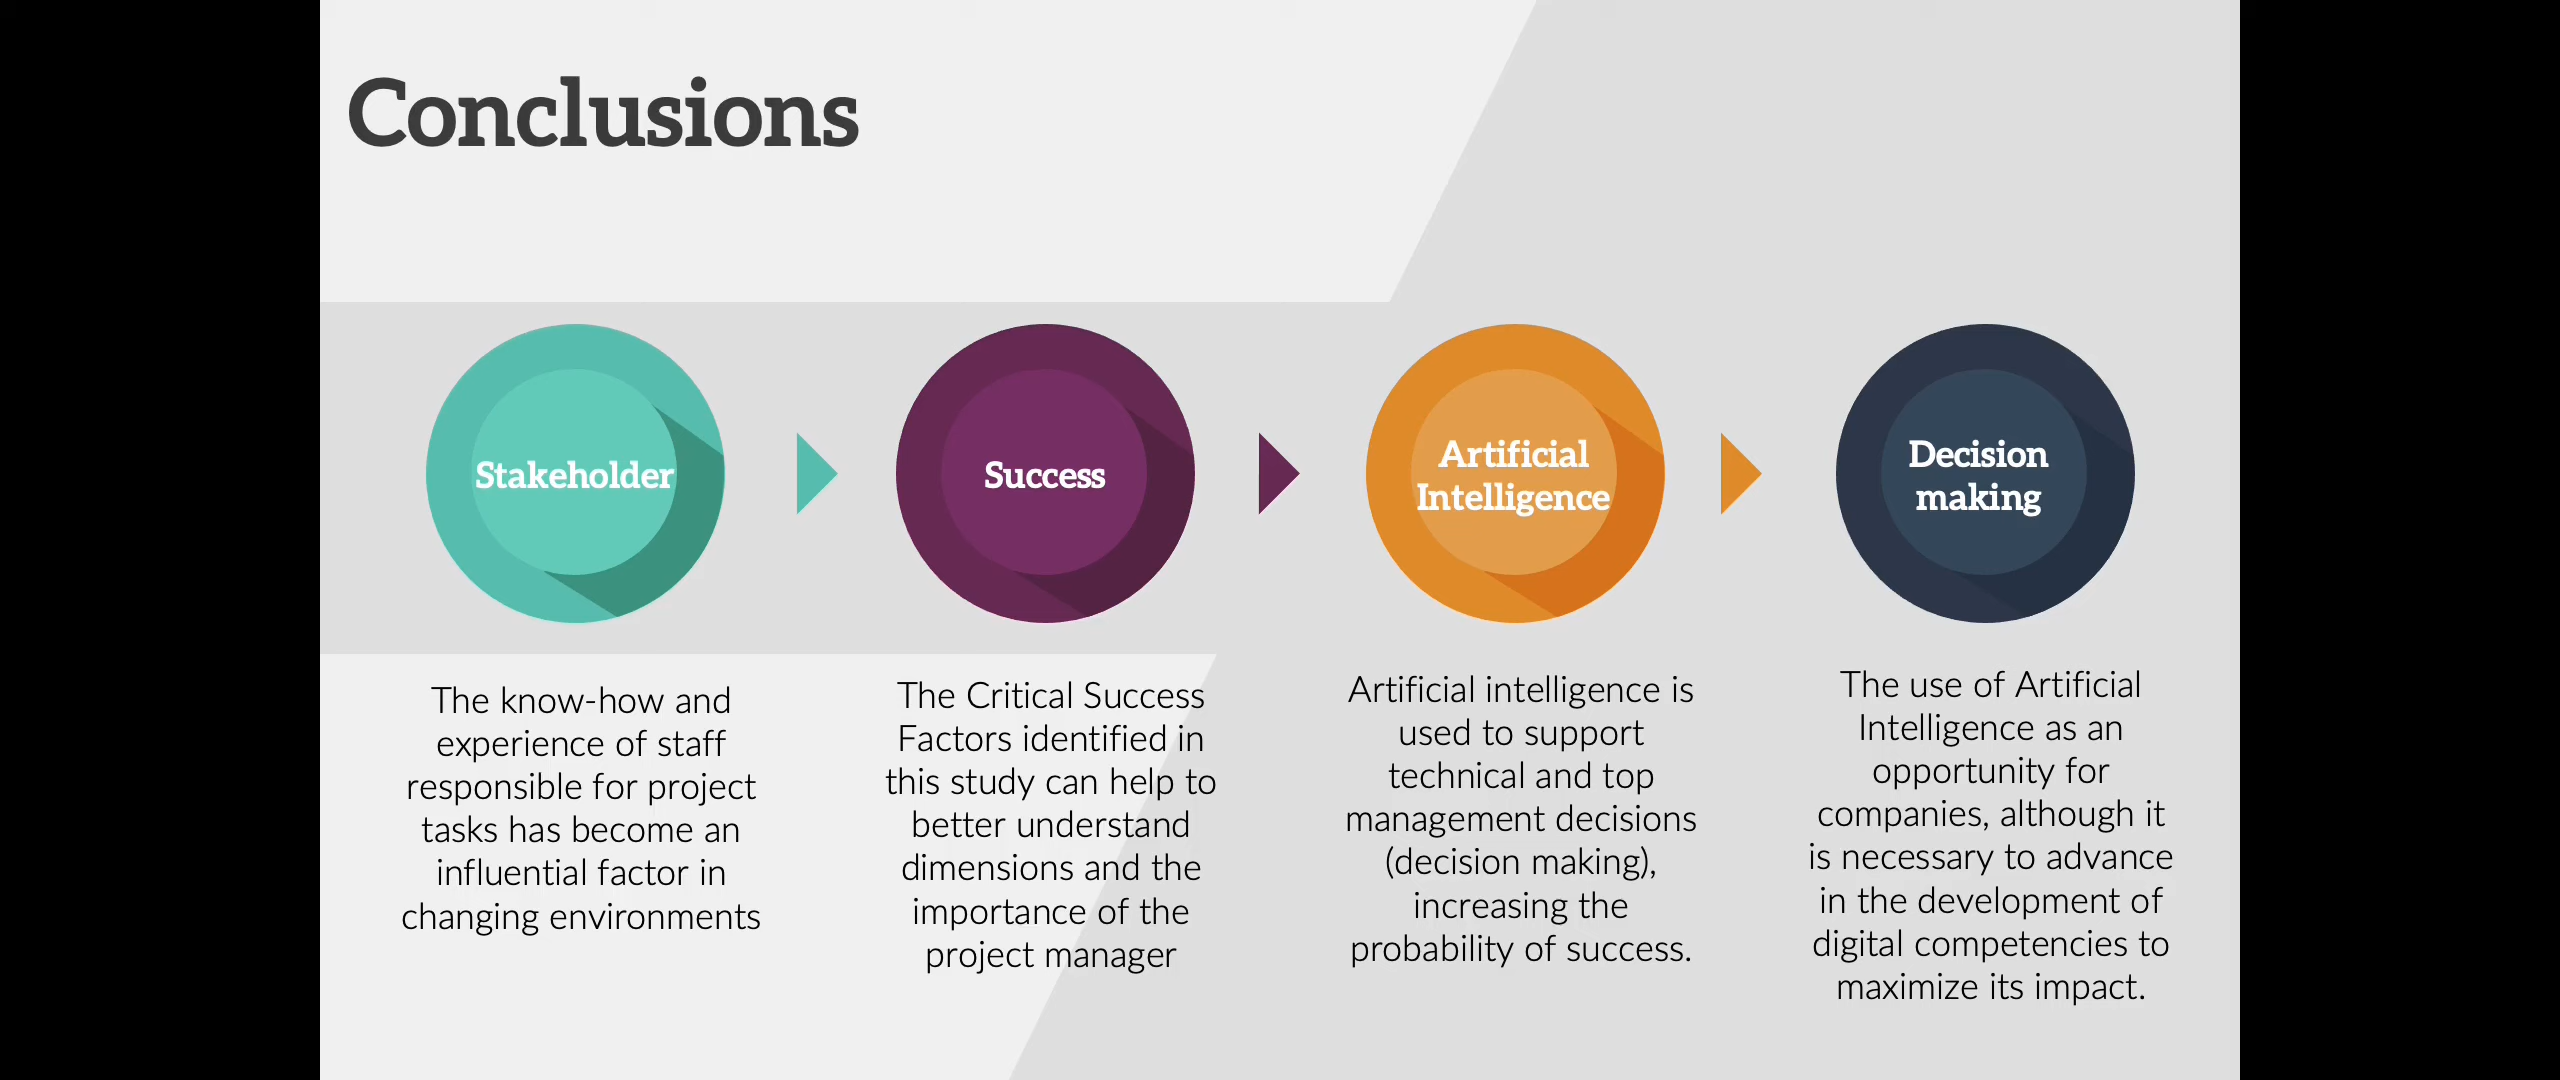 Conclusions
Stakeholder
The know-how and
experience of staff
responsible for project
tasks has become an
influential factor in
changing environments
Success
The Critical Success
Factors identified in
this study can help to
better understand
dimensions and the
importance of the
project manager
Artificial
Intelligence
Artificial intelligence is
used to support
technical and top
management decisions
(decision making),
increasing the
probability of success.
Decision
making
The use of Artificial
Intelligence as an
opportunity for
companies, although it
is necessary to advance
in the development of
digital competencies to
maximize its impact.